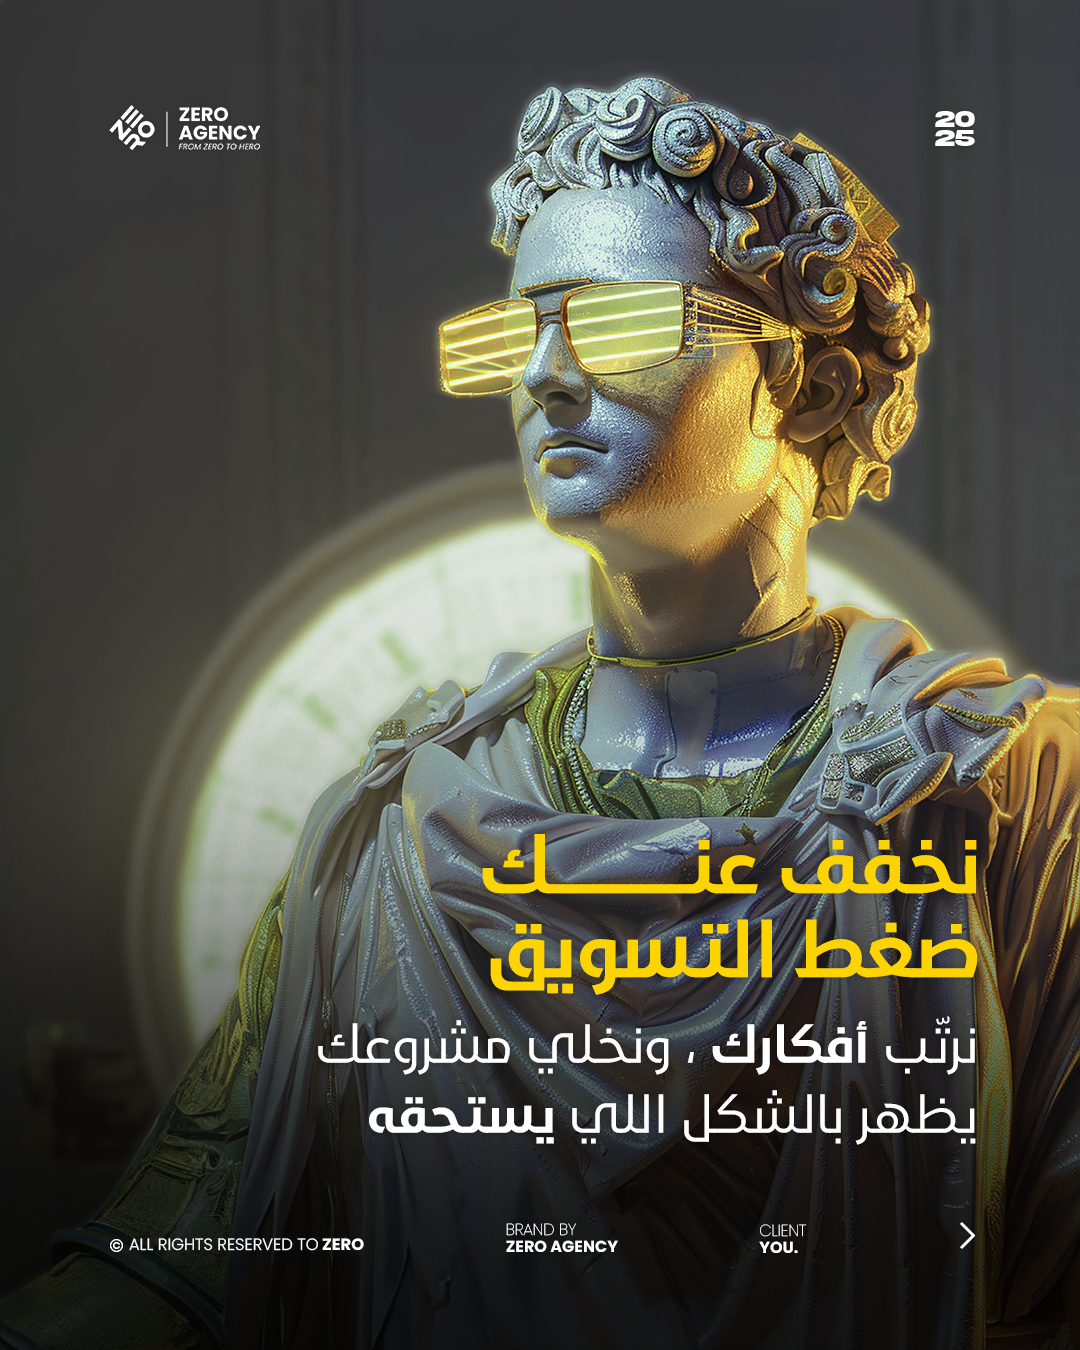 ZERO
ZERO
AGENCY
FROM ZERO TO HERO
20
25
نخفف عنـــــك
ضغط التسويق
نرتّب أفكارك ، ونخلي مشروعك
يظهر بالشكل اللي يستحقه
© ALL RIGHTS RESERVED TO ZERO
BRAND BY
ZERO AGENCY
CLIENT
YOU.